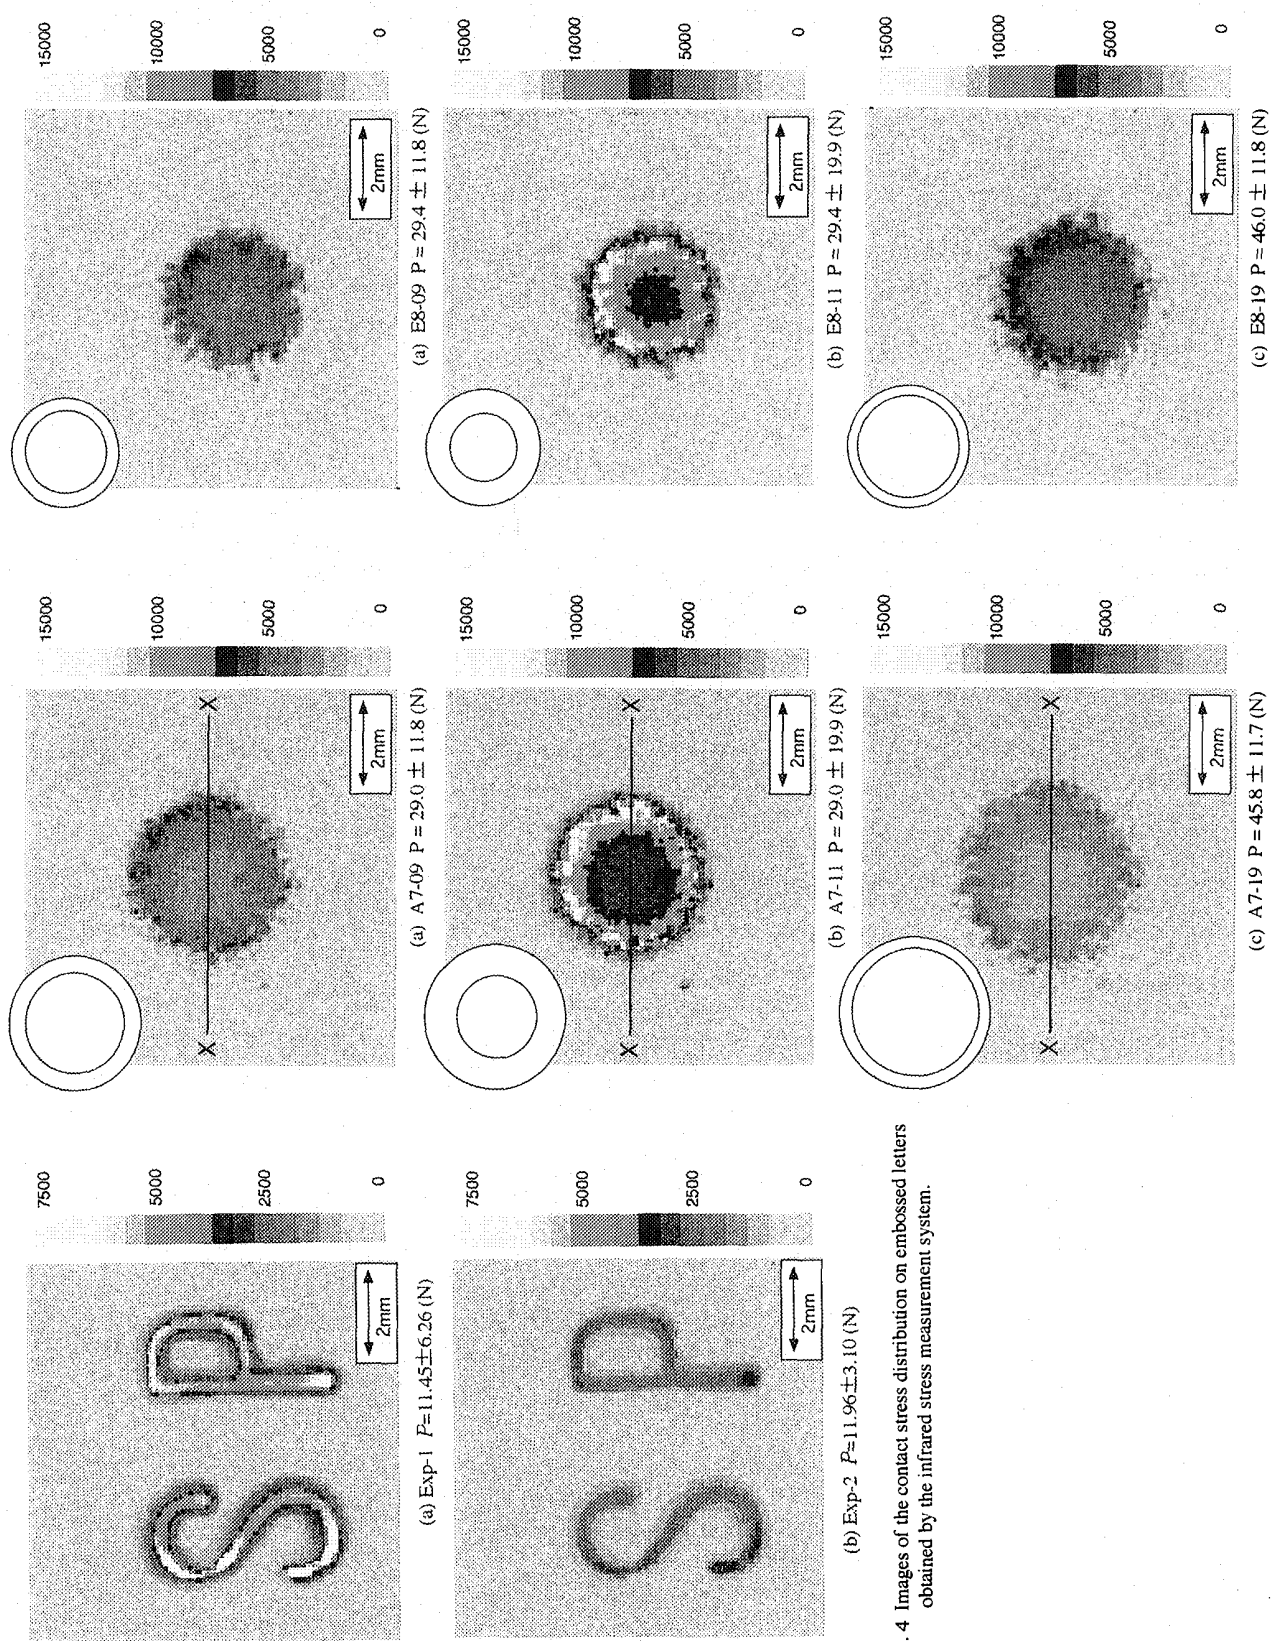 7500
5000
2500
0
2mm
(a) Exp-1 P=11.45±6.26 (N)
7500
5000
2500
0
2mm
(b) Exp-2 P=11.96±3.10 (N)
. 4 Images of the contact stress distribution on embossed letters
obtained by the infrared stress measurement system.
15000
10000
5000
0
X X
2mm
(a) A7-09 P = 29.0 ± 11.8 (N)
15000
10000
5000
0
X X
2mm
(b) A7-11 P = 29.0 ± 19.9 (N)
15000
10000
5000
0
X X
2mm
(c) A7-19 P = 45.8 ± 11.7 (N)
15000
10000
5000
0
2mm
(a) E8-09 P = 29.4 ± 11.8 (N)
15000
10000
5000
0
2mm
(b) E8-11 P = 29.4 ± 19.9 (N)
15000
10000
5000
0
2mm
(c) E8-19 P = 46.0 ± 11.8 (N)